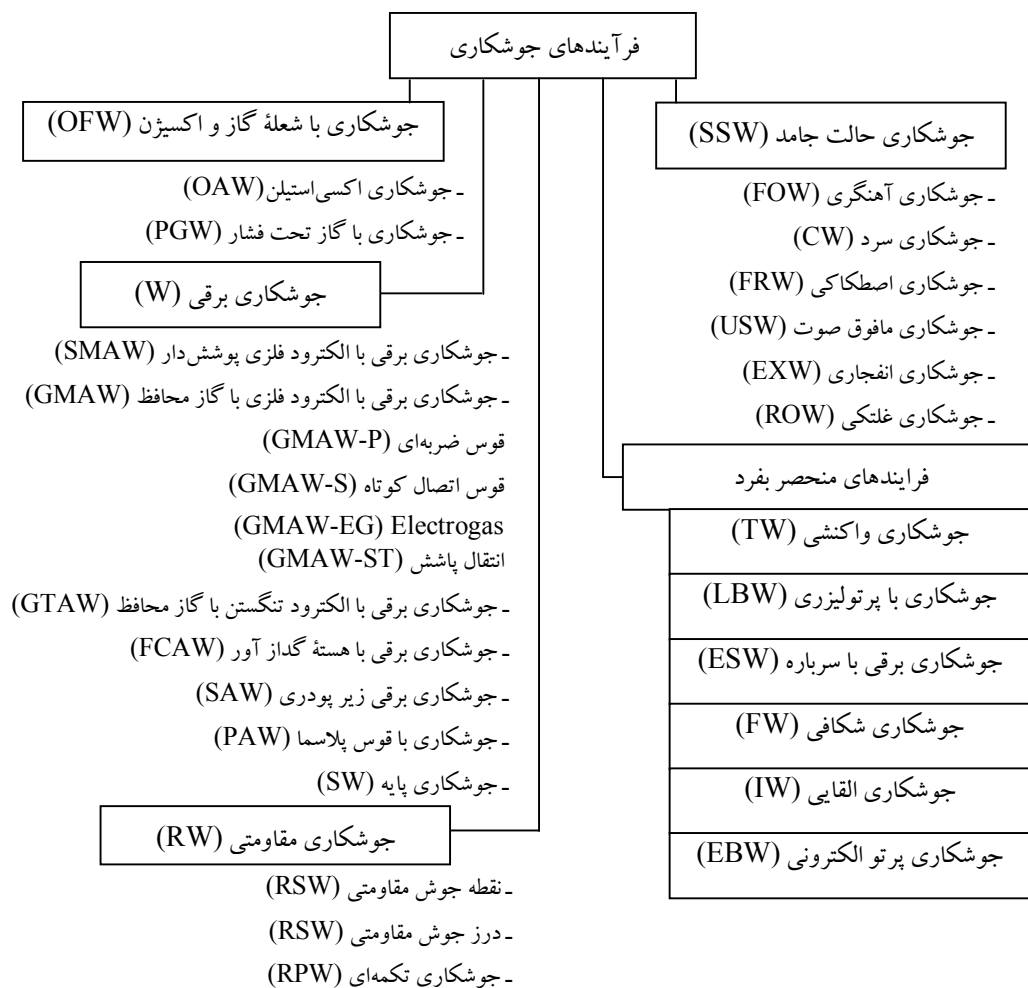 فرآیندهای جوشکاری
جوشکاری حالت جامد (SSW)
ـ جوشکاری آهنگری (FOW)
ـ جوشکاری سرد (CW)
ـ جوشکاری اصطکاکی (FRW)
ـ جوشکاری مافوق صوت (USW)
ـ جوشکاری انفجاری (EXW)
ـ جوشکاری غلتکی (ROW)
فرایندهای منحصر بفرد
جوشکاری واکنشی (TW)
جوشکاری با پرتولیزری (LBW)
جوشکاری برقی با سرباره (ESW)
جوشکاری شکافی (FW)
جوشکاری القایی (IW)
جوشکاری پرتو الکترونی (EBW)
جوشکاری با شعلهٔ گاز و اکسیژن (OFW)
ـ جوشکاری اکسی‌استیلن(OAW)
ـ جوشکاری با گاز تحت فشار (PGW)
جوشکاری برقی (W)
ـ جوشکاری برقی با الکترود فلزی پوشش‌دار (SMAW)
ـ جوشکاری برقی با الکترود فلزی با گاز محافظ (GMAW)
قوس ضربه‌ای (GMAW-P)
قوس اتصال کوتاه (GMAW-S)
(GMAW-EG) Electrogas
انتقال پاشش (GMAW-ST)
ـ جوشکاری برقی با الکترود تنگستن با گاز محافظ (GTAW)
ـ جوشکاری برقی با هستهٔ گداز آور (FCAW)
ـ جوشکاری برقی زیر پودری (SAW)
ـ جوشکاری با قوس پلاسما (PAW)
ـ جوشکاری پایه (SW)
جوشکاری مقاومتی (RW)
ـ نقطه جوش مقاومتی (RSW)
ـ درز جوش مقاومتی (RSW)
ـ جوشکاری تکمه‌ای (RPW)